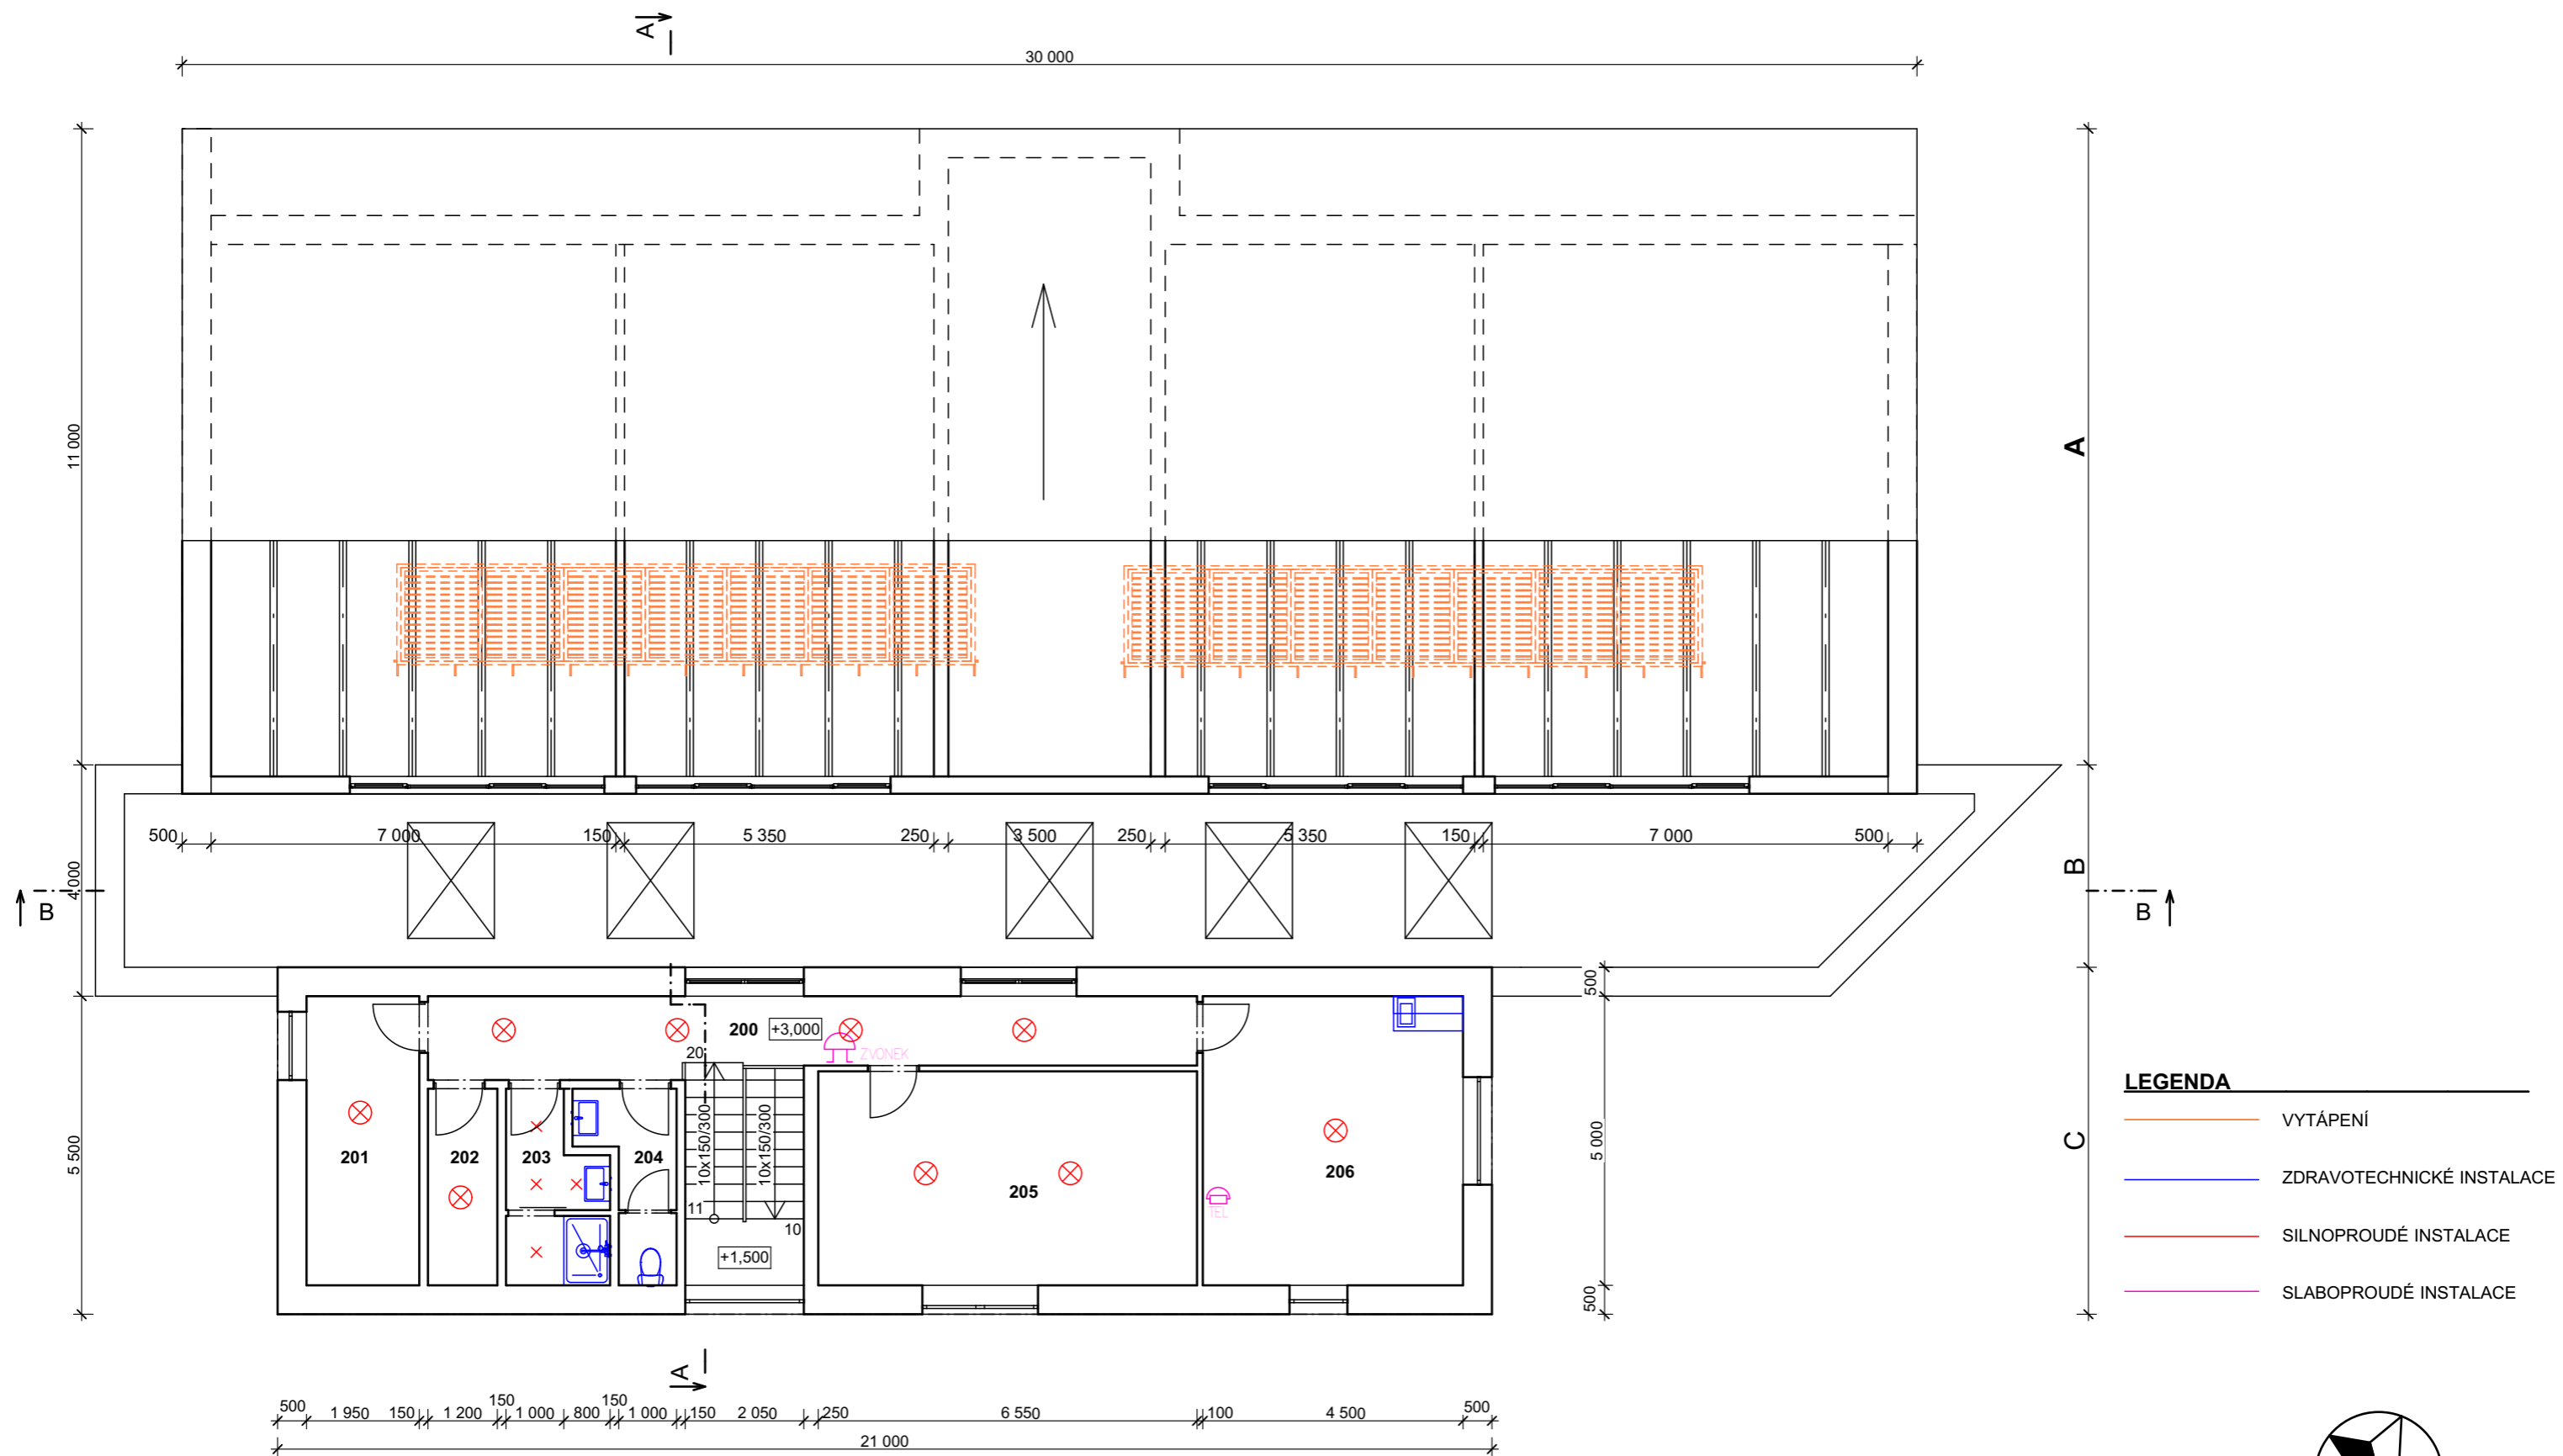 A
30 000
11 000
A
500 7 000 150 5 350 250 3 500 250 5 350 150 7 000 500
4 000
B
B
B
500
200 +3,000
ZVONEK
20
LEGENDA
VYTÁPENÍ
10x150/300 10x150/300
5 500
5 000
C
201 202 203 204
206
ZDRAVOTECHNICKÉ INSTALACE
205
11
TEL
10
SILNOPROUDÉ INSTALACE
+1,500
500
SLABOPROUDÉ INSTALACE
A
500 1 950 150 1 200 150 1 000 800 150 1 000 150 2 050 250 6 550 100 4 500 500
21 000